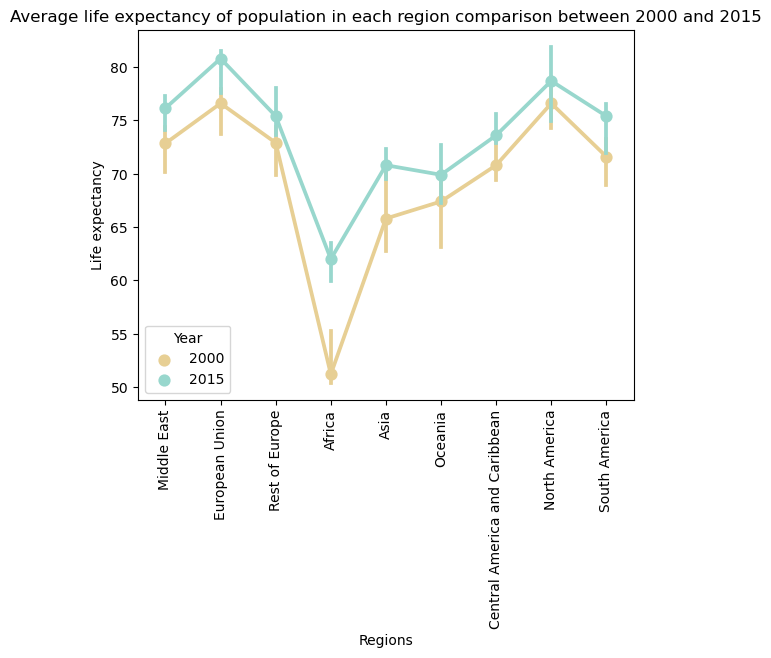 Average life expectancy of population in each region comparison between 2000 and 2015
80
75
70
65
60
55
50
Life expectancy
Year
2000
2015
Middle East
European Union
Rest of Europe
Africa
Asia
Oceania
Central America and Caribbean
North America
South America
Regions